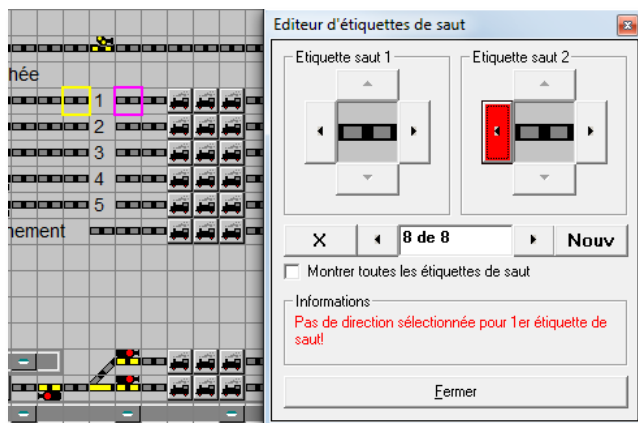 hée
1
2
3
4
5
nement
Editeur d'étiquettes de saut
Etiquette saut 1
Etiquette saut 2
X
8 de 8
Nouv
Montrer toutes les étiquettes de saut
Informations
Pas de direction sélectionnée pour 1er étiquette de
saut!
Fermer